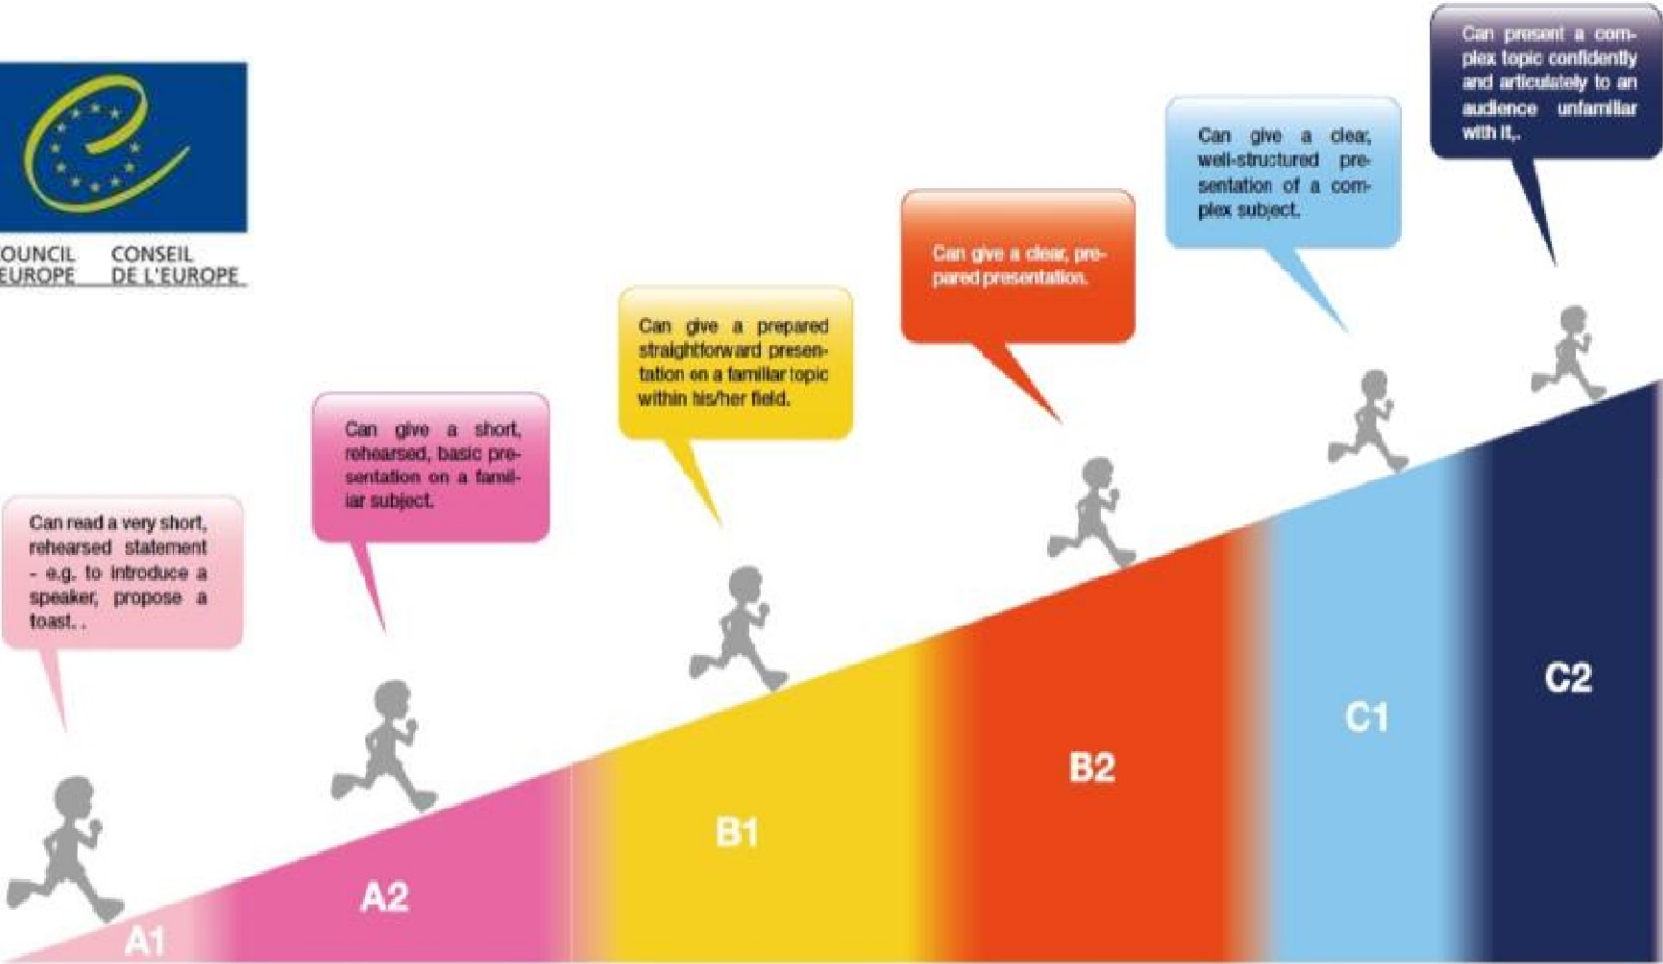 Can present a com-
plex topic confidently
and articulately to an
audience unfamiliar
with it,.
Can give a clear,
well-structured pre-
sentation of a com-
plex subject.
Can give a clear, pre-
pared presentation.
OUNCIL CONSEIL
EUROPE DE L'EUROPE
Can give a prepared
straightforward presen-
tation on a familiar topic
within his/her field.
Can give a short,
rehearsed, basic pre-
sentation on a famil-
iar subject.
Can read a very short,
rehearsed statement
- e.g. to introduce a
speaker, propose a
toast. .
A1
A2
B1
B2
C1
C2